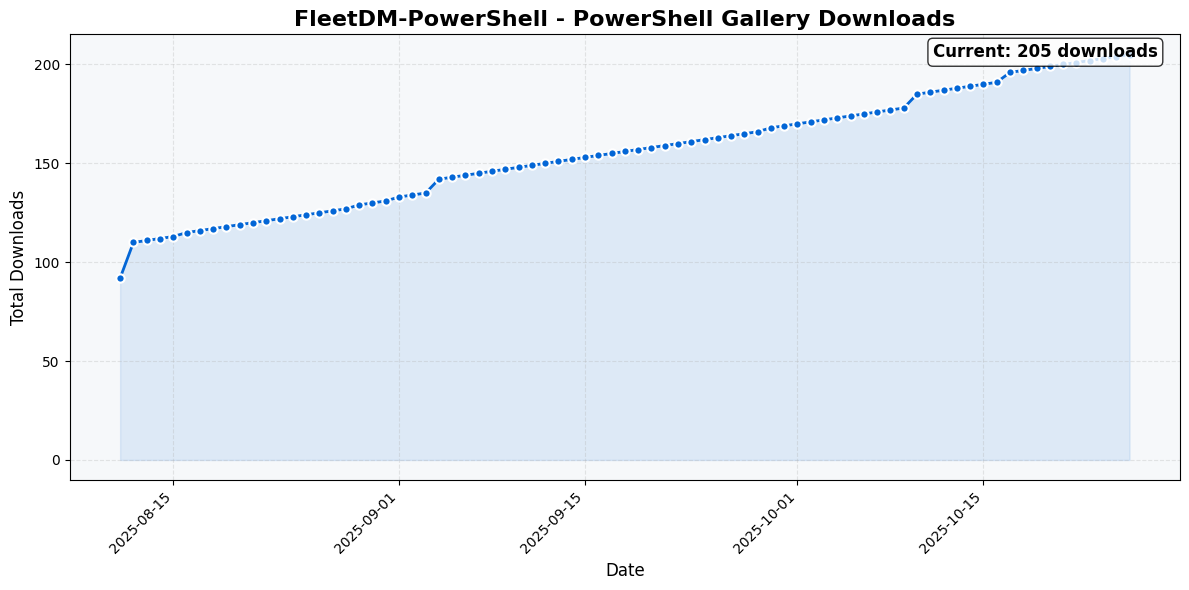 FleetDM-PowerShell - PowerShell Gallery Downloads
Current: 205 downloads
Total Downloads
200
150
100
50
0
2025-08-15
2025-09-01
2025-09-15
2025-10-01
2025-10-15
Date